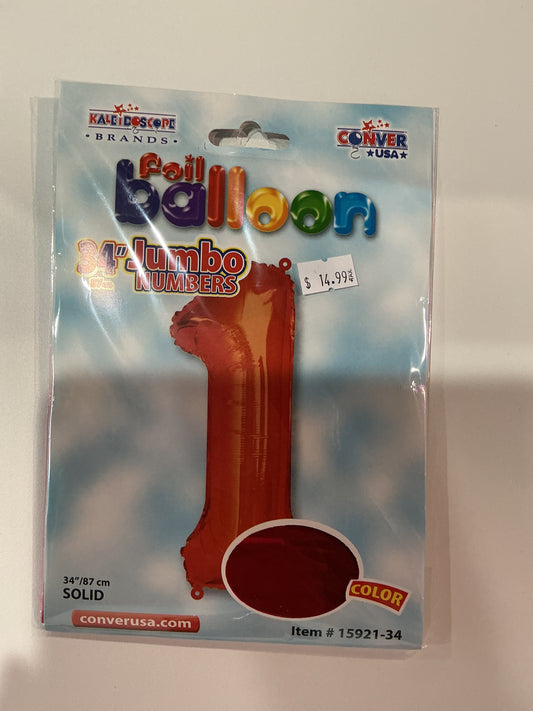 KALEIDOSCOPE
BRANDS
CONVER
USA
foil
balloon
34" Jumbo
NUMBERS
$ 14.99
34"/87 cm
SOLID
COLOR
converusa.com
Item # 15921-34